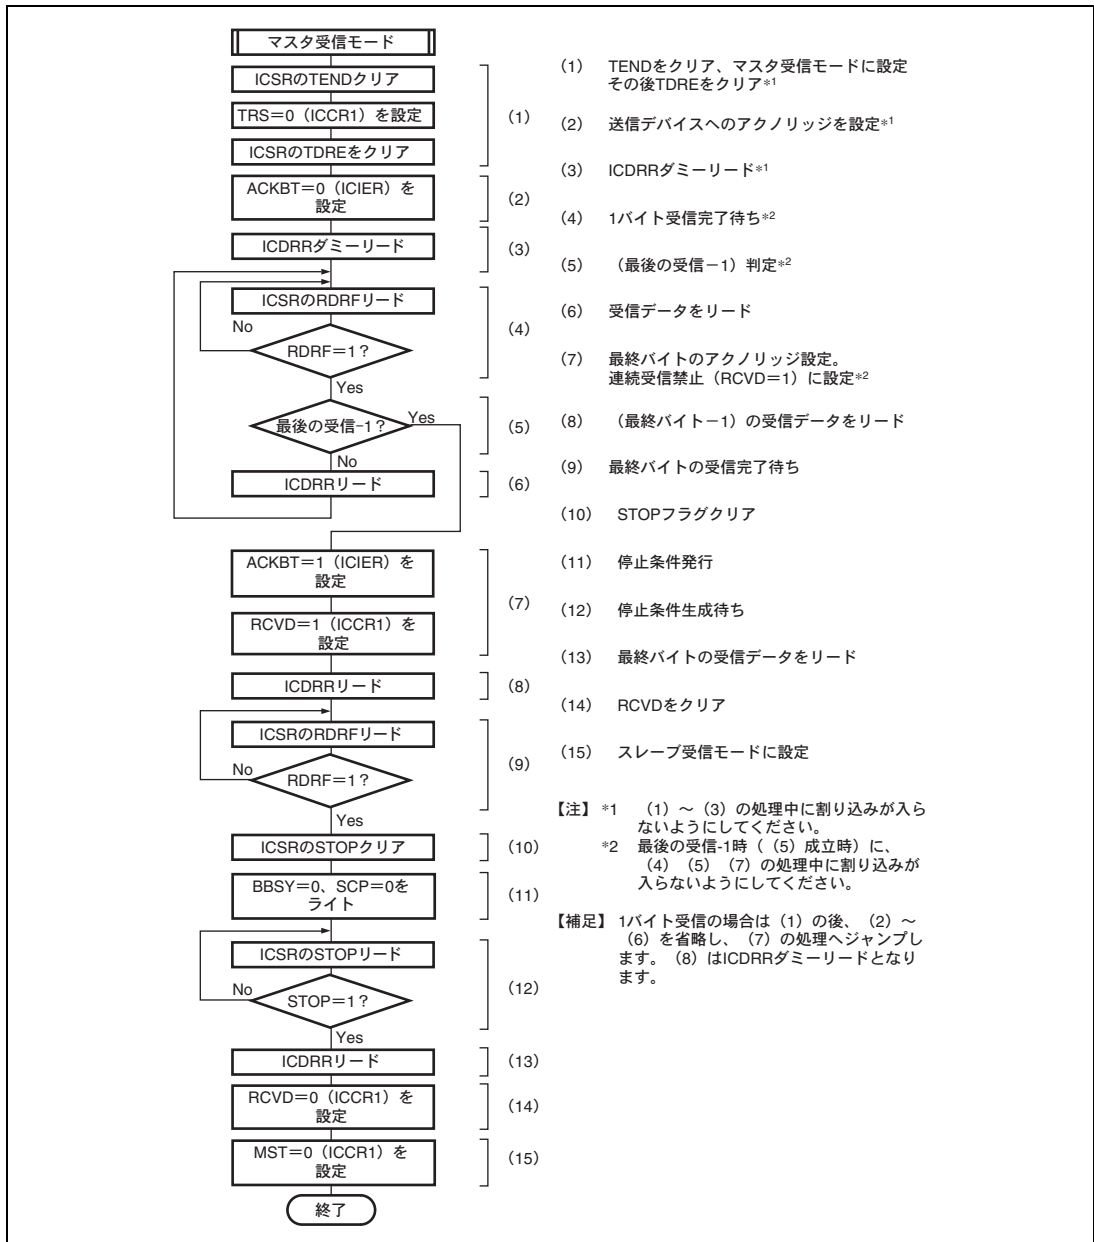 マスタ受信モード
ICSRのTENDクリア
TRS=0（ICCR1）を設定
ICSRのTDREをクリア
(1)
ACKBT=0（ICIER）を
設定
(2)
ICDRRダミーリード
(3)
ICSRのRDRFリード
No
RDRF=1？
(4)
Yes
最後の受信-1？
Yes
(5)
No
ICDRRリード
(6)
ACKBT=1（ICIER）を
設定
RCVD=1（ICCR1）を
設定
(7)
ICDRRリード
(8)
ICSRのRDRFリード
No
RDRF=1？
(9)
Yes
ICSRのSTOPクリア
(10)
BBSY=0、SCP=0を
ライト
(11)
ICSRのSTOPリード
No
STOP=1？
(12)
Yes
ICDRRリード
(13)
RCVD=0（ICCR1）を
設定
(14)
MST=0（ICCR1）を
設定
(15)
終了
(1) TENDをクリア、マスタ受信モードに設定
その後TDREをクリア*1
(2) 送信デバイスへのアクノリッジを設定*1
(3) ICDRRダミーリード*1
(4) 1バイト受信完了待ち*2
(5) （最後の受信－1）判定*2
(6) 受信データをリード
(7) 最終バイトのアクノリッジ設定。
連続受信禁止（RCVD=1）に設定*2
(8) （最終バイト－1）の受信データをリード
(9) 最終バイトの受信完了待ち
(10) STOPフラグクリア
(11) 停止条件発行
(12) 停止条件生成待ち
(13) 最終バイトの受信データをリード
(14) RCVDをクリア
(15) スレーブ受信モードに設定
【注】 *1 （1）～（3）の処理中に割り込みが入ら
ないようにしてください。
*2 最後の受信-1時（（5）成立時）に、
（4）（5）（7）の処理中に割り込みが
入らないようにしてください。
【補足】 1バイト受信の場合は（1）の後、（2）～
（6）を省略し、（7）の処理へジャンプし
ます。（8）はICDRRダミーリードとなり
ます。